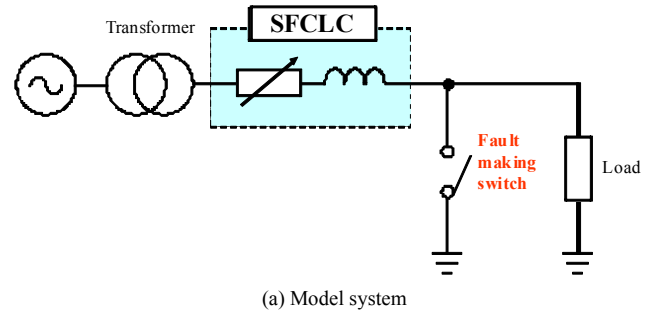 SFCLC
Transformer
Fault
making
switch
Load
(a) Model system